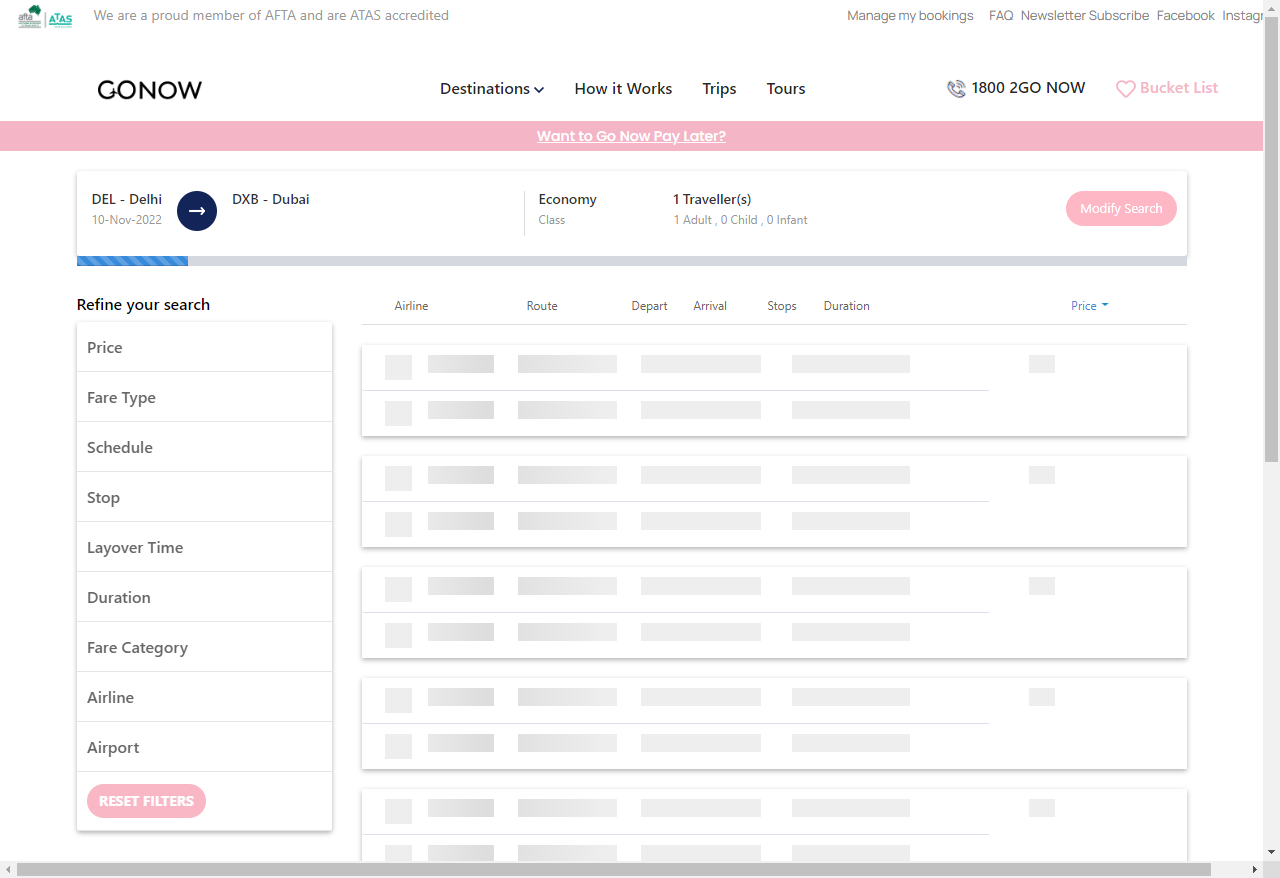 afta ATAS We are a proud member of AFTA and are ATAS accredited Manage my bookings FAQ Newsletter Subscribe Facebook Instagr
GONOW Destinations How it Works Trips Tours 1800 2GO NOW Bucket List
Want to Go Now Pay Later?
DEL - Delhi DXB - Dubai Economy 1 Traveller(s)
10-Nov-2022 Class 1 Adult , 0 Child , 0 Infant Modify Search
Refine your search
Airline Route Depart Arrival Stops Duration Price
Price
Fare Type
Schedule
Stop
Layover Time
Duration
Fare Category
Airline
Airport
RESET FILTERS